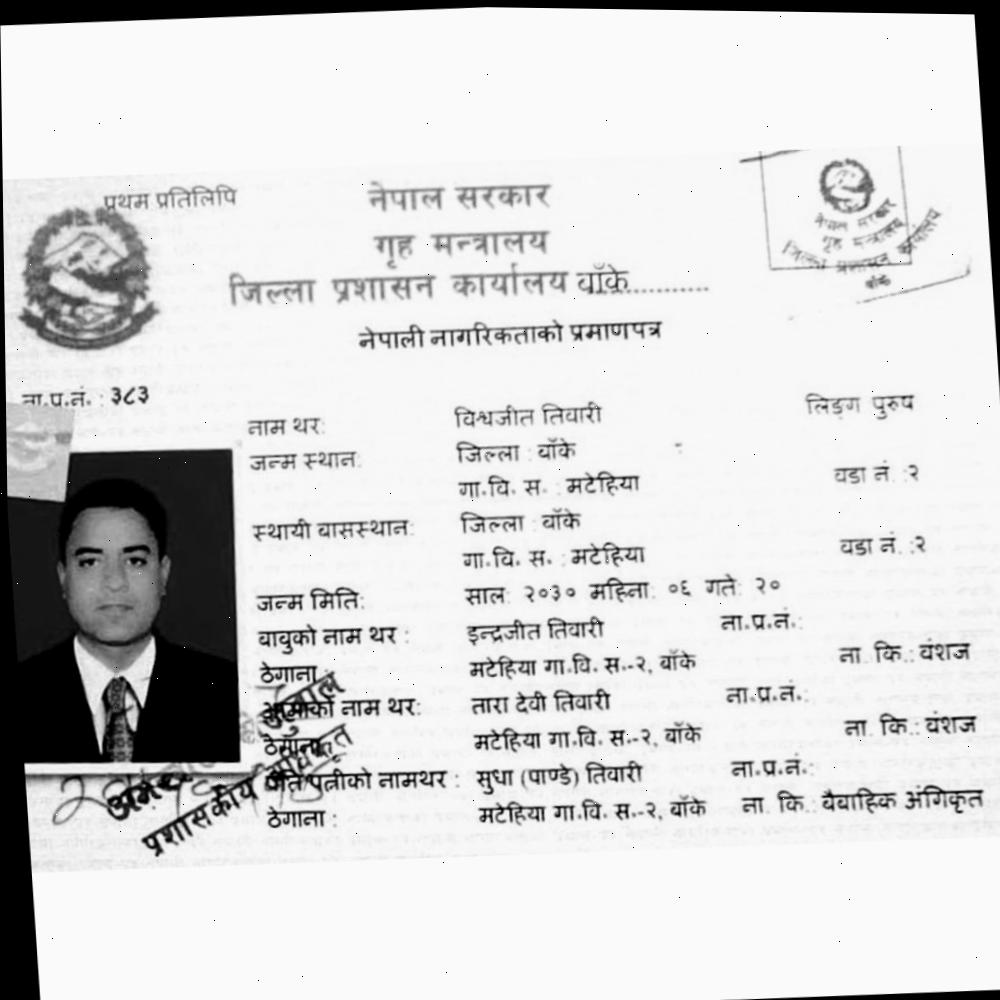 प्रथम प्रतिलिपि
नेपाल सरकार
गृह मन्त्रालय
जिल्ला प्रशासन कार्यालय बाँके............
नेपाली नागरिकताको प्रमाणपत्र
नेपाल सरकार
गृह मन्त्रालय
जिल्ला प्रशासन कार्यालय
बाँके
ना.प्र.नं. : ३८३
नाम थर: विश्वजीत तिवारी लिङ्ग पुरुष
जन्म स्थान: जिल्ला : बाँके
गा.वि. स. : मटेहिया वडा नं. :२
स्थायी वासस्थान: जिल्ला : बाँके
गा.वि. स. : मटेहिया वडा नं. :२
जन्म मिति: साल: २०३० महिना: ०६ गते: २०
बाबुको नाम थर : इन्द्रजीत तिवारी ना.प्र.नं.:
ठेगाना मटेहिया गा.वि. स.-२, बाँके ना. कि.: वंशज
आमाको नाम थर: तारा देवी तिवारी ना.प्र.नं.:
ठेगाना मटेहिया गा.वि. स.-२, बाँके ना. कि.: वंशज
पति पत्नीको नामथर : सुधा (पाण्डे) तिवारी ना.प्र.नं.:
ठेगाना : मटेहिया गा.वि. स.-२, बाँके ना. कि.: वैवाहिक अंगिकृत
प्रशासकीय अधिकृत